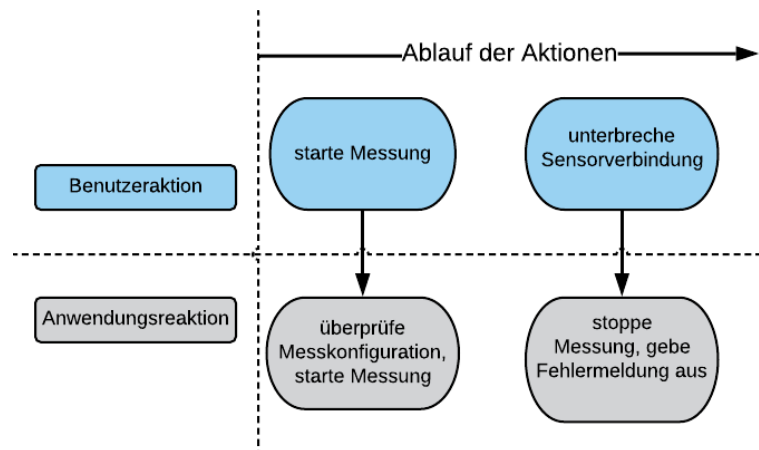 Ablauf der Aktionen
Benutzeraktion
starte Messung
unterbreche
Sensorverbindung
Anwendungsreaktion
überprüfe
Messkonfiguration,
starte Messung
stoppe
Messung, gebe
Fehlermeldung aus